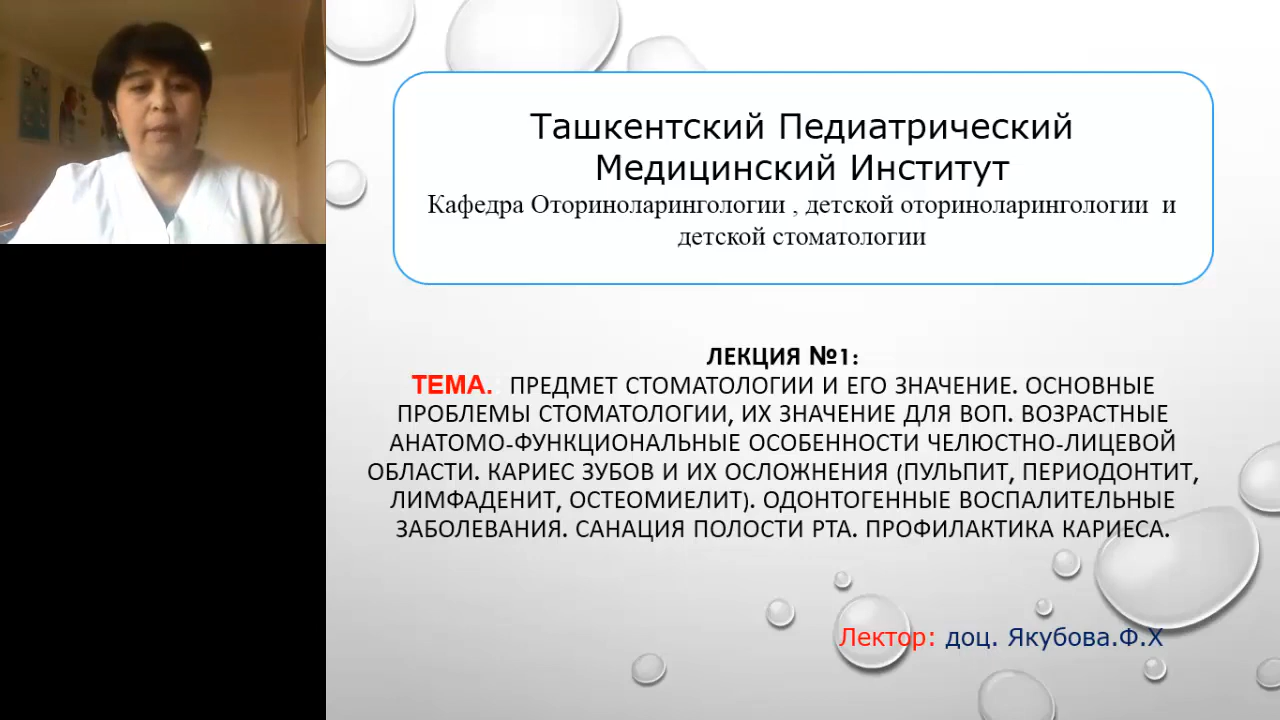 Ташкентский Педиатрический
Медицинский Институт
Кафедра Оториноларингологии , детской оториноларингологии и
детской стоматологии
ЛЕКЦИЯ №1:
ТЕМА. ПРЕДМЕТ СТОМАТОЛОГИИ И ЕГО ЗНАЧЕНИЕ. ОСНОВНЫЕ
ПРОБЛЕМЫ СТОМАТОЛОГИИ, ИХ ЗНАЧЕНИЕ ДЛЯ ВОП. ВОЗРАСТНЫЕ
АНАТОМО-ФУНКЦИОНАЛЬНЫЕ ОСОБЕННОСТИ ЧЕЛЮСТНО-ЛИЦЕВОЙ
ОБЛАСТИ. КАРИЕС ЗУБОВ И ИХ ОСЛОЖНЕНИЯ (ПУЛЬПИТ, ПЕРИОДОНТИТ,
ЛИМФАДЕНИТ, ОСТЕОМИЕЛИТ). ОДОНТОГЕННЫЕ ВОСПАЛИТЕЛЬНЫЕ
ЗАБОЛЕВАНИЯ. САНАЦИЯ ПОЛОСТИ РТА. ПРОФИЛАКТИКА КАРИЕСА.
Лектор: доц. Якубова.Ф.Х